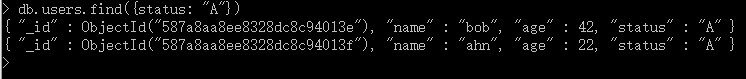 > db.users.find({status: "A"})
{ "_id" : ObjectId("587a8aa8ee8328dc8c94013e"), "name" : "bob", "age" : 42, "status" : "A" }
{ "_id" : ObjectId("587a8aa8ee8328dc8c94013f"), "name" : "ahn", "age" : 22, "status" : "A" }
>